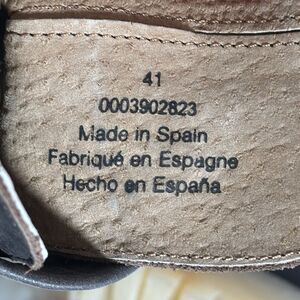 41
0003902823
Made in Spain
Fabriqué en Espagne
Hecho en España